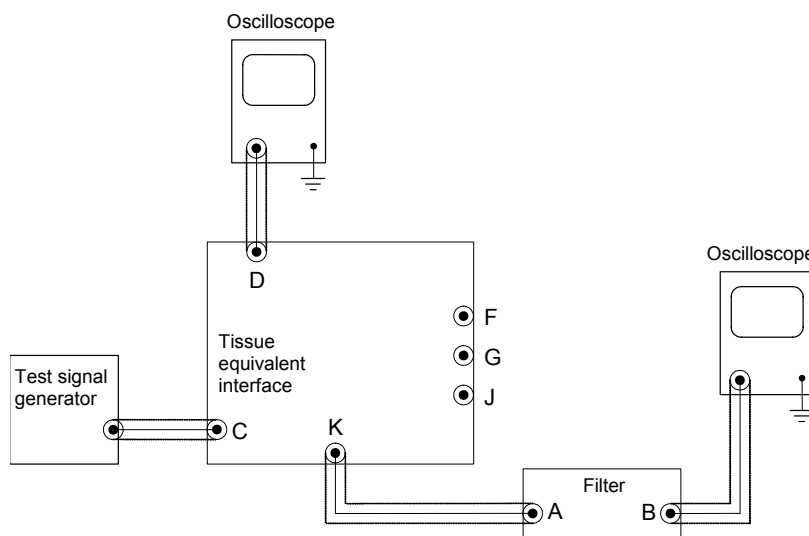 Oscilloscope
D
Tissue
equivalent
interface
F
G
J
Test signal
generator
C
K
Oscilloscope
Filter
A
B